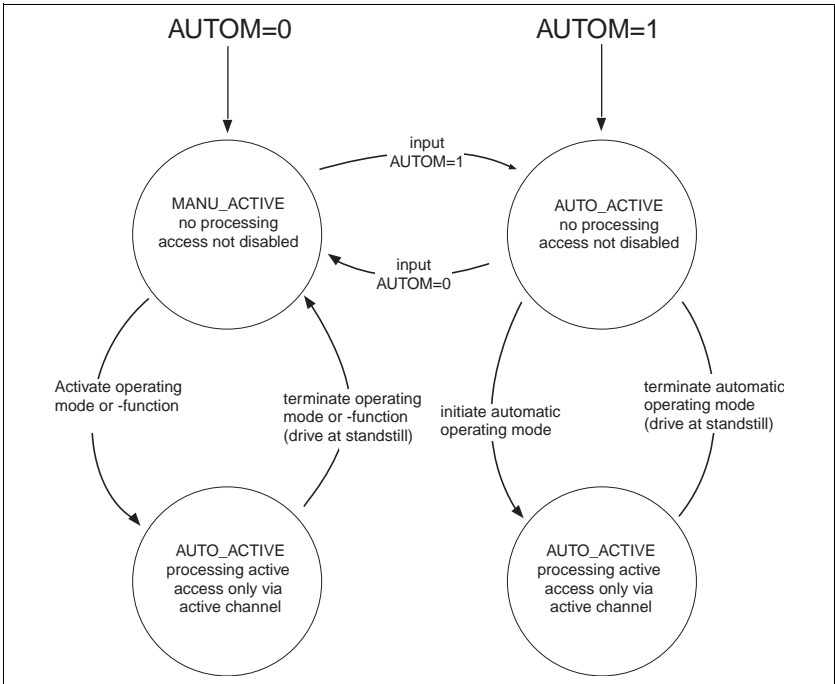 AUTOM=0
AUTOM=1
input
AUTOM=1
MANU_ACTIVE
no processing
access not disabled
AUTO_ACTIVE
no processing
access not disabled
input
AUTOM=0
Activate operating
mode or -function
terminate operating
mode or -function
(drive at standstill)
initiate automatic
operating mode
terminate automatic
operating mode
(drive at standstill)
AUTO_ACTIVE
processing active
access only via
active channel
AUTO_ACTIVE
processing active
access only via
active channel